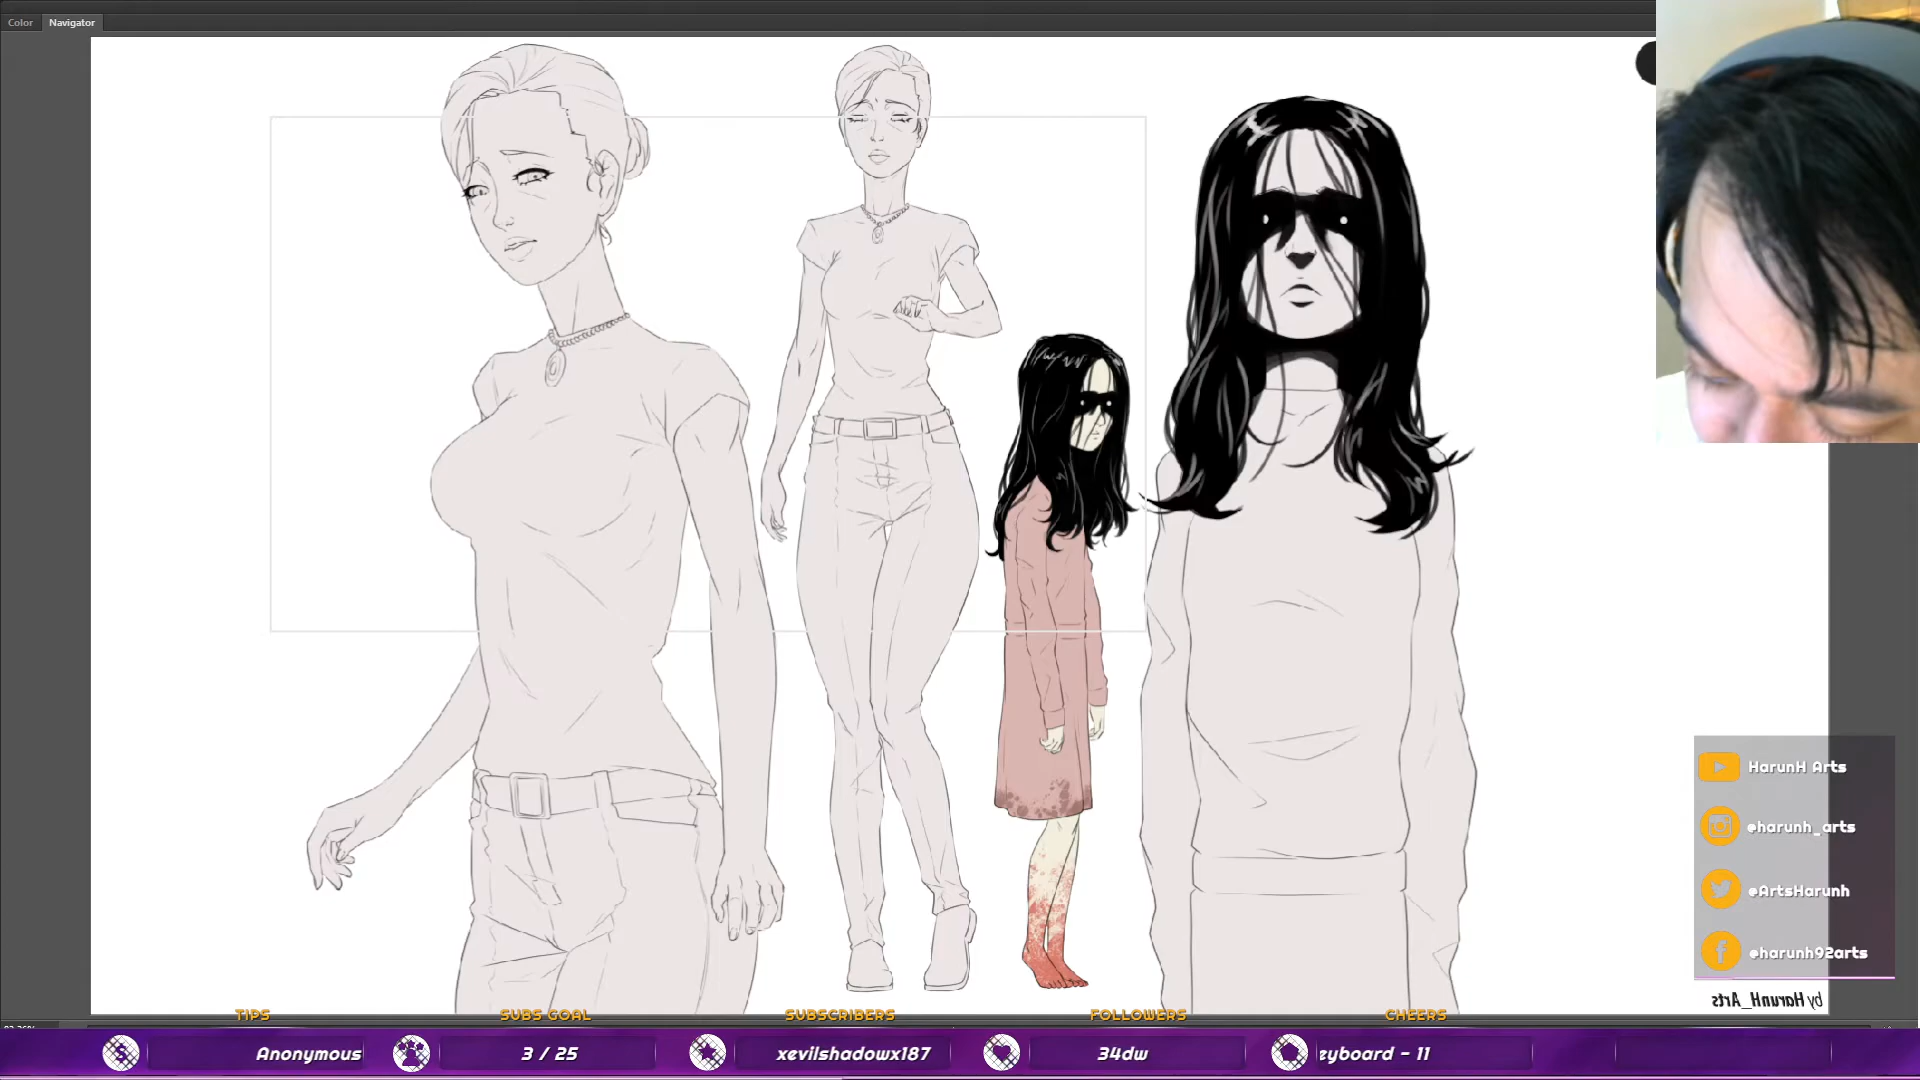 Color Navigator
HarunH Arts
@harunh_arts
@ArtsHarunh
@harunh92arts
by HarunH_Arts
TIPS SUBS GOAL SUBSCRIBERS FOLLOWERS CHEERS
Anonymous 3 / 25 xevilshadowx187 34dw eyboard - 11